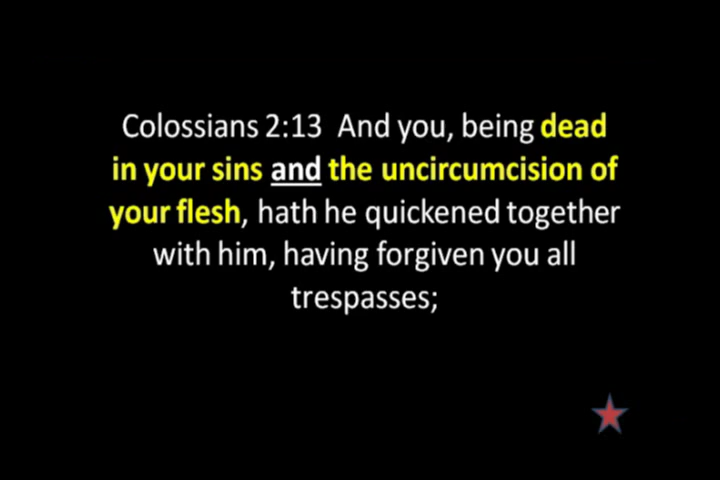 Colossians 2:13  And you, being dead
in your sins and the uncircumcision of
your flesh, hath he quickened together
with him, having forgiven you all
trespasses;